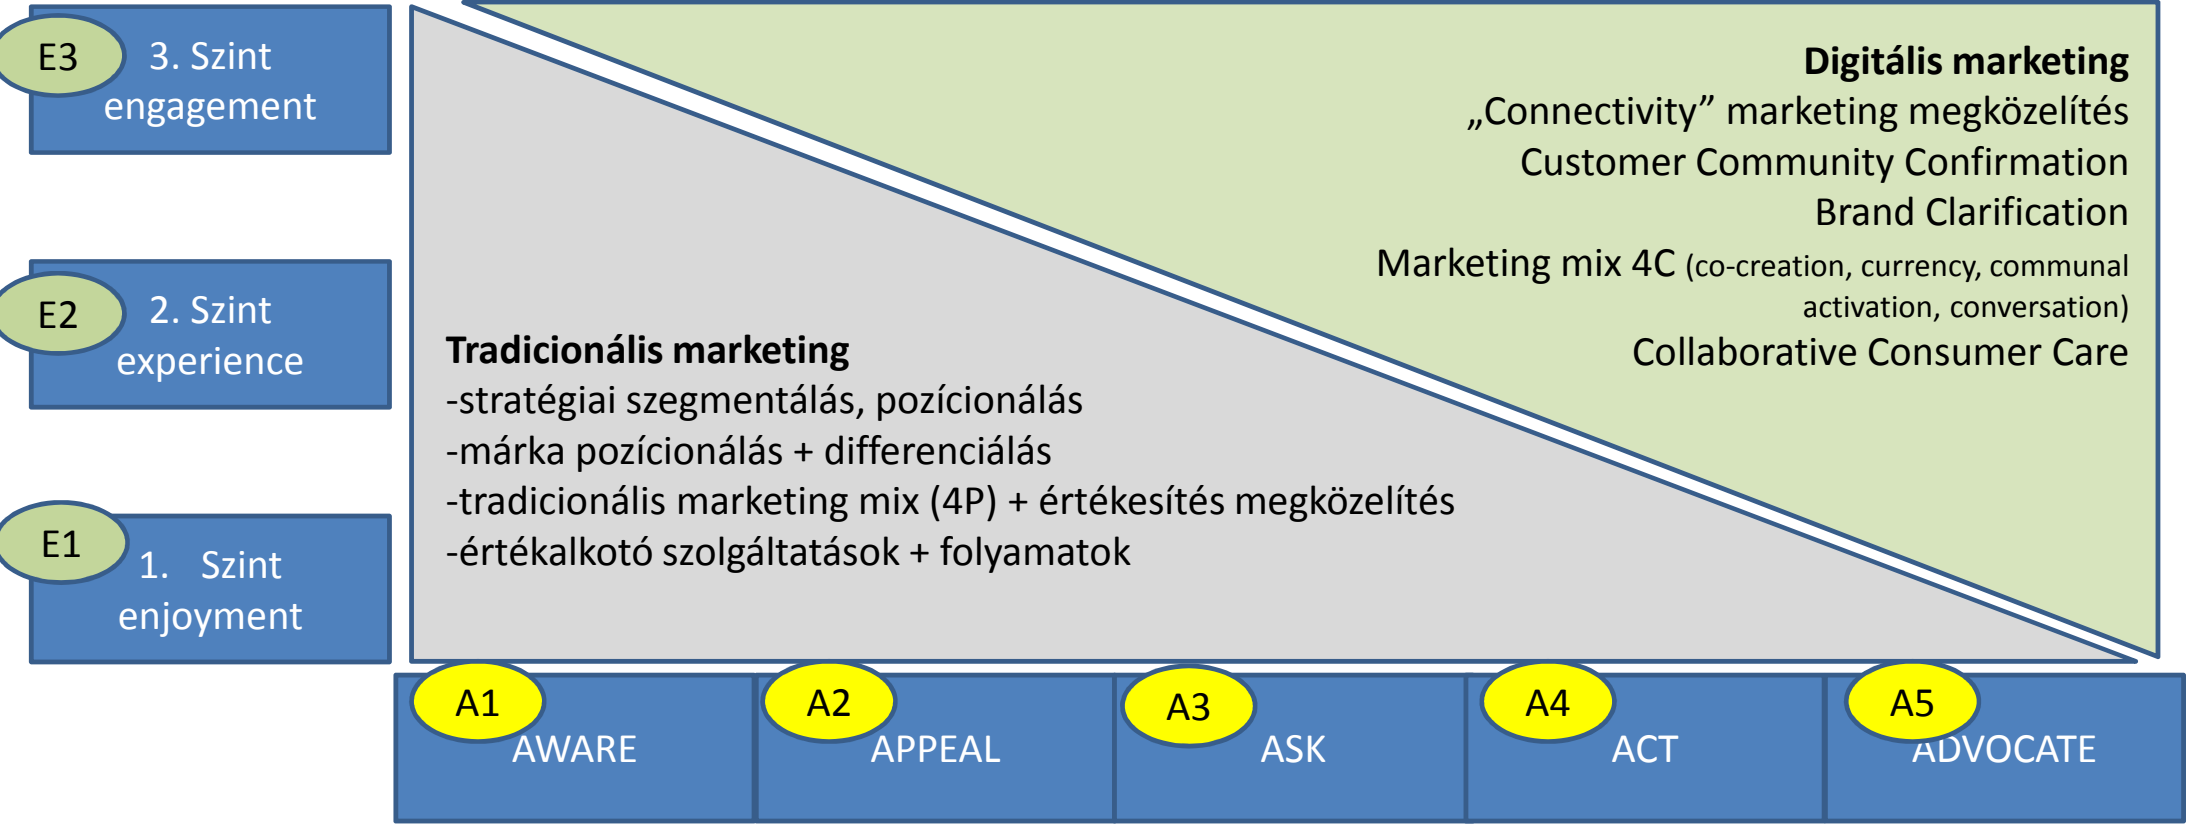 E3
3. Szint
engagement
E2
2. Szint
experience
E1
1. Szint
enjoyment
Digitális marketing
„Connectivity” marketing megközelítés
Customer Community Confirmation
Brand Clarification
Marketing mix 4C (co-creation, currency, communal
activation, conversation)
Collaborative Consumer Care
Tradicionális marketing
-stratégiai szegmentálás, pozícionálás
-márka pozícionálás + differenciálás
-tradicionális marketing mix (4P) + értékesítés megközelítés
-értékalkotó szolgáltatások + folyamatok
A1
AWARE
A2
APPEAL
A3
ASK
A4
ACT
A5
ADVOCATE